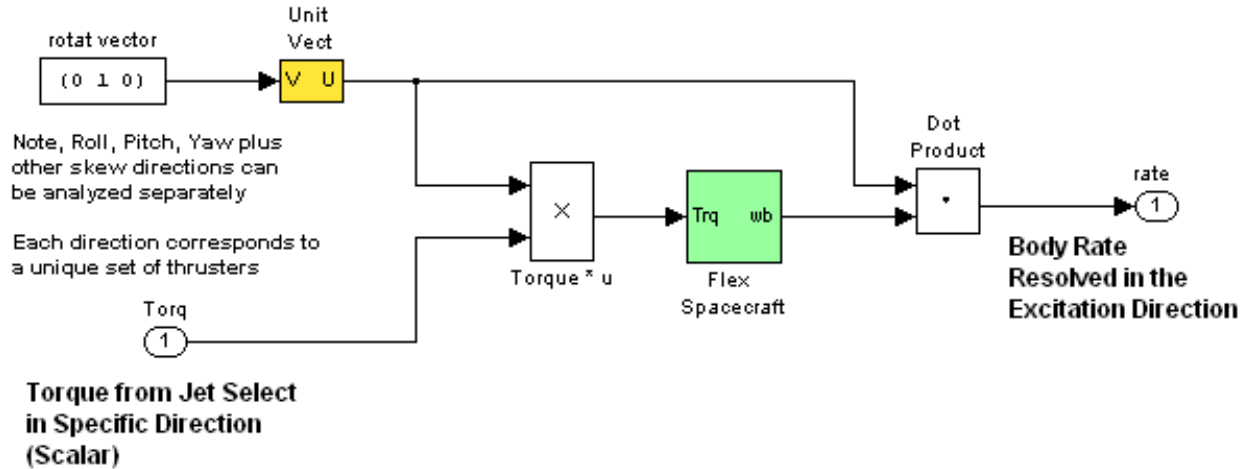 Unit
Vect
rotat vector
(0 1 0)
V U
Note, Roll, Pitch, Yaw plus
other skew directions can
be analyzed separately
Each direction corresponds to
a unique set of thrusters
Dot
Product
×
Torque * u
Trq wb
Flex
Spacecraft
rate
1
Body Rate
Resolved in the
Excitation Direction
Torq
1
Torque from Jet Select
in Specific Direction
(Scalar)